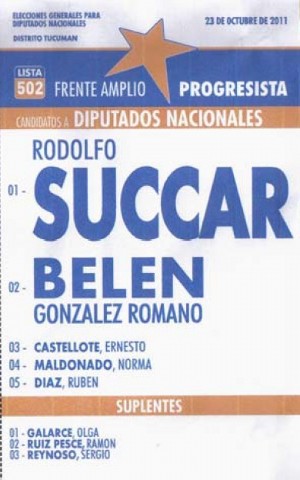 ELECCIONES GENERALES PARA
DIPUTADOS NACIONALES
DISTRITO TUCUMAN
23 DE OCTUBRE DE 2011
LISTA
502
FRENTE AMPLIO PROGRESISTA
CANDIDATOS A DIPUTADOS NACIONALES
RODOLFO
01 - SUCCAR
02 - BELEN
GONZALEZ ROMANO
03 - CASTELLOTE, ERNESTO
04 - MALDONADO, NORMA
05 - DIAZ, RUBEN
SUPLENTES
01 - GALARCE, OLGA
02 - RUIZ PESCE, RAMON
03 - REYNOSO, SERGIO